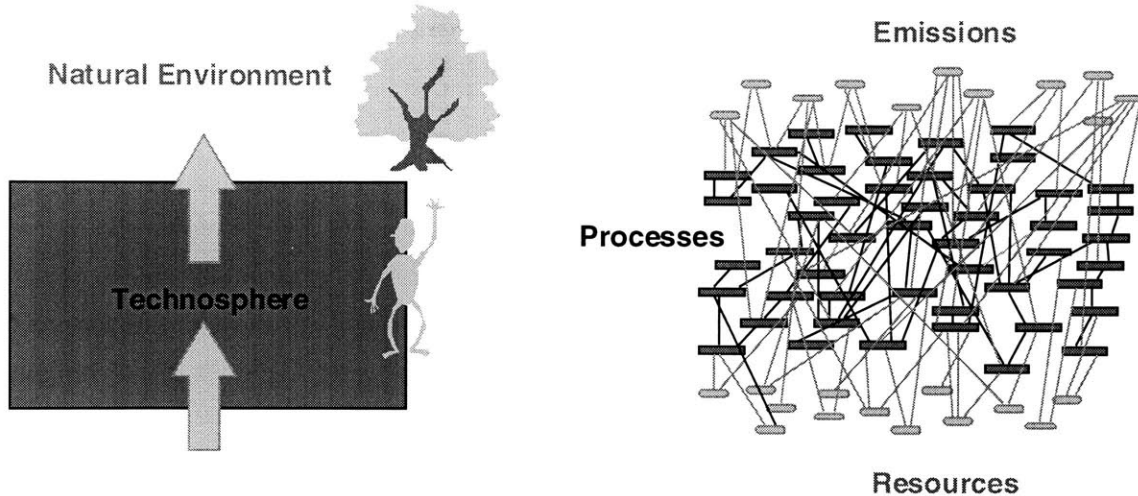 Natural Environment
Technosphere
Emissions
Processes
Resources